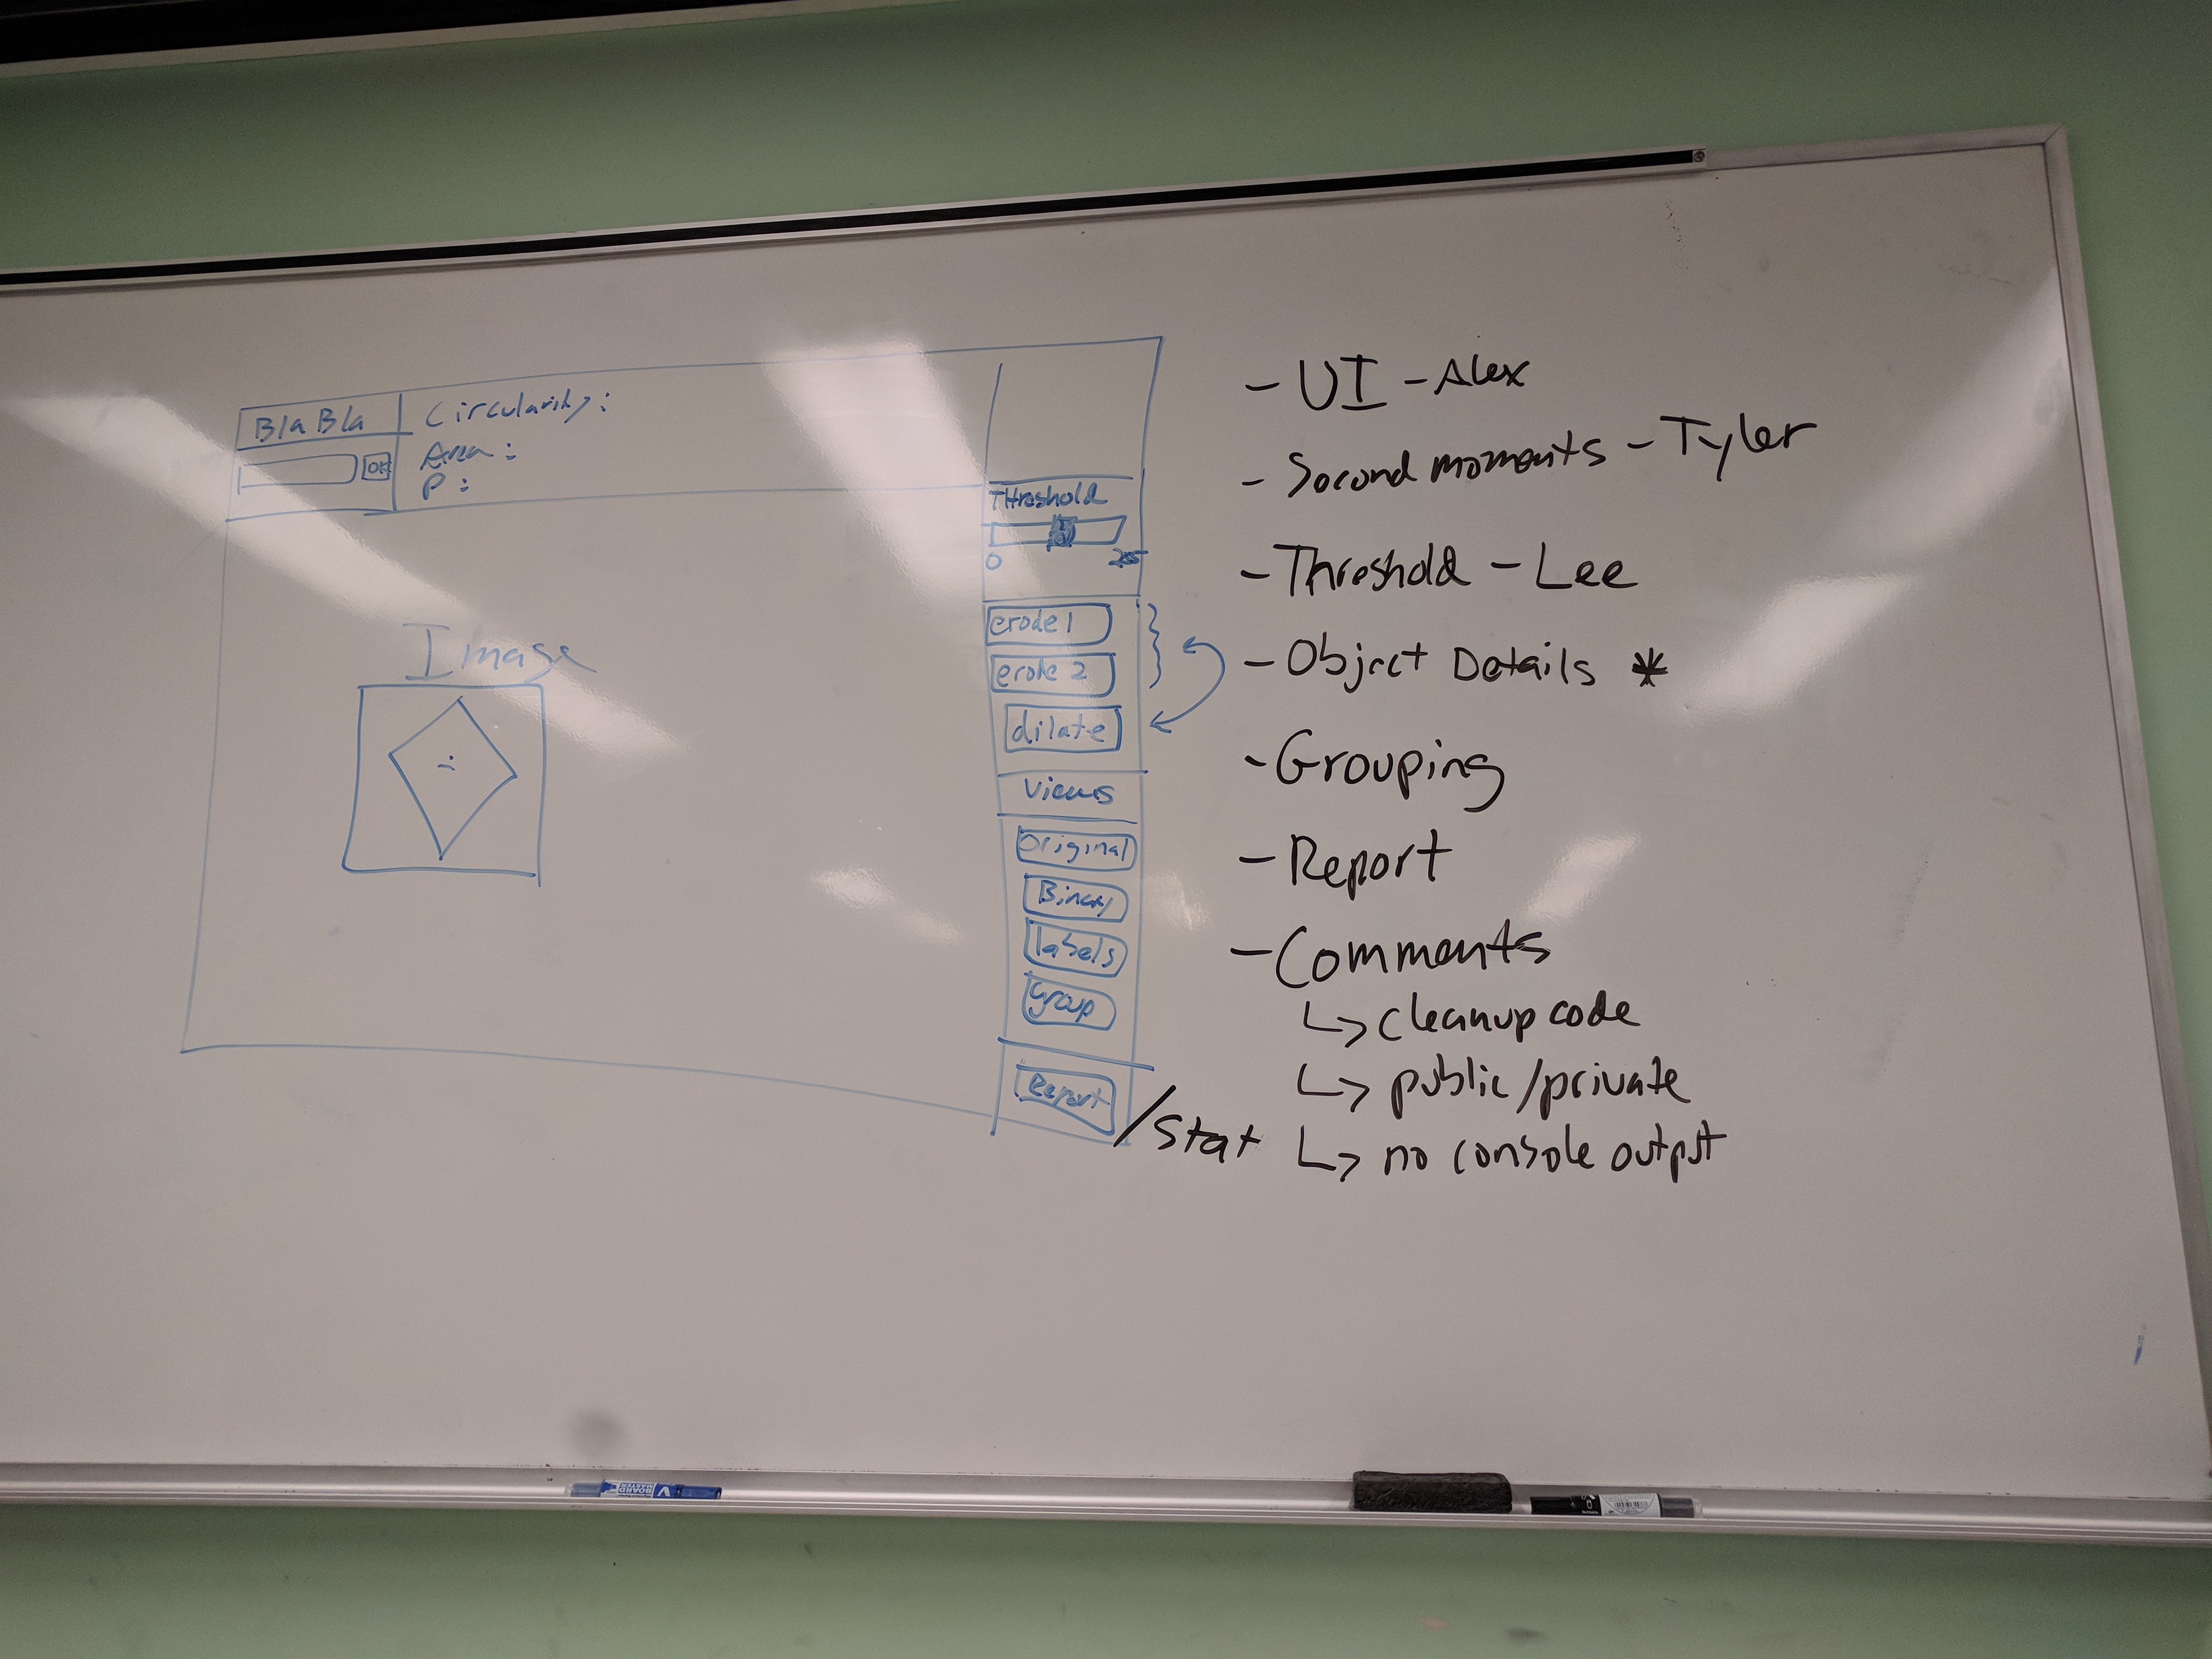 Bla Bla
OK
Circularity:
Area:
P:
Image
THreshold
0 255
erode 1
erode 2
dilate
views
Original
Binary
labels
group
Report
/stat
- UI - Alex
- Second moments - Tyler
- Threshold - Lee
- Object Details *
- Grouping
- Report
- Comments
↳ cleanup code
↳ public/private
↳ no console output
BOARD MASTER
V